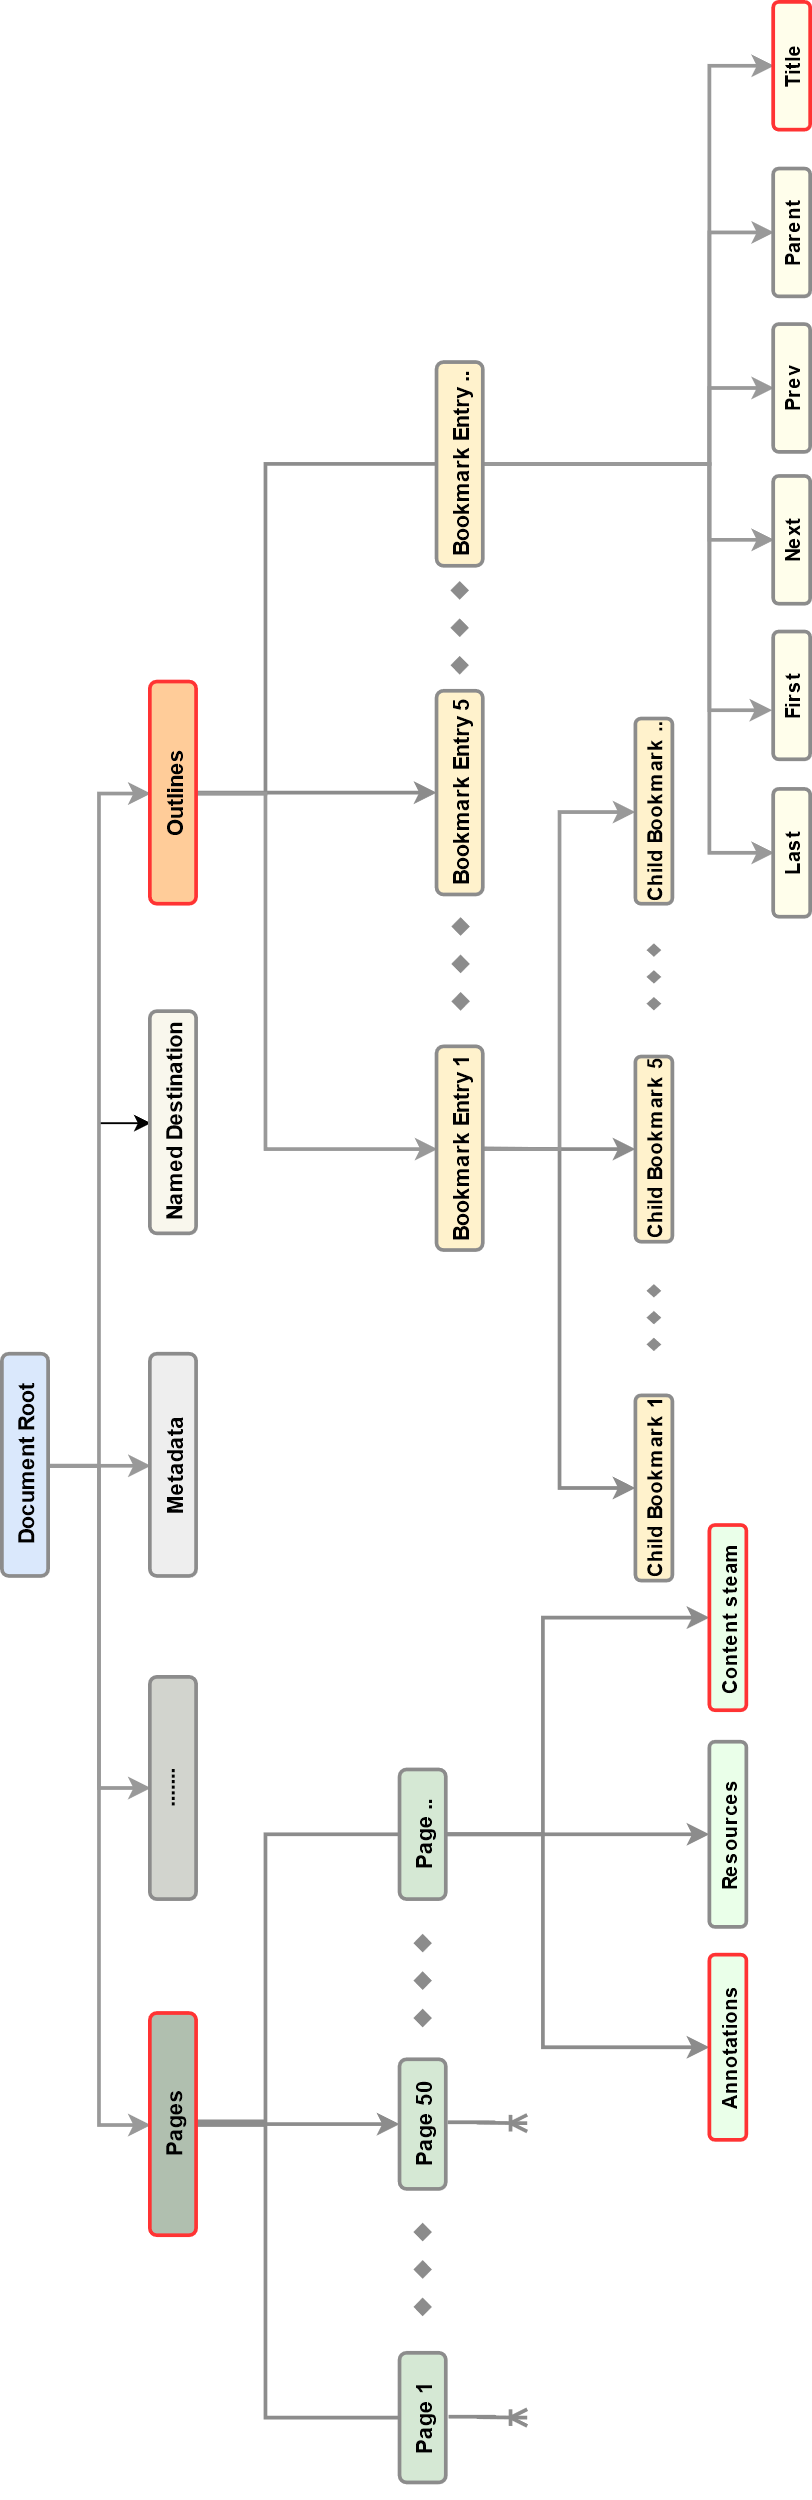 Document Root
Pages
.......
Metadata
Named Destination
Outlines
Page 1
Page 50
Page ..
Bookmark Entry 1
Bookmark Entry 5
Bookmark Entry ..
Child Bookmark 1
Child Bookmark 5
Child Bookmark ..
Annotations
Resources
Content steam
Last
First
Next
Prev
Parent
Title